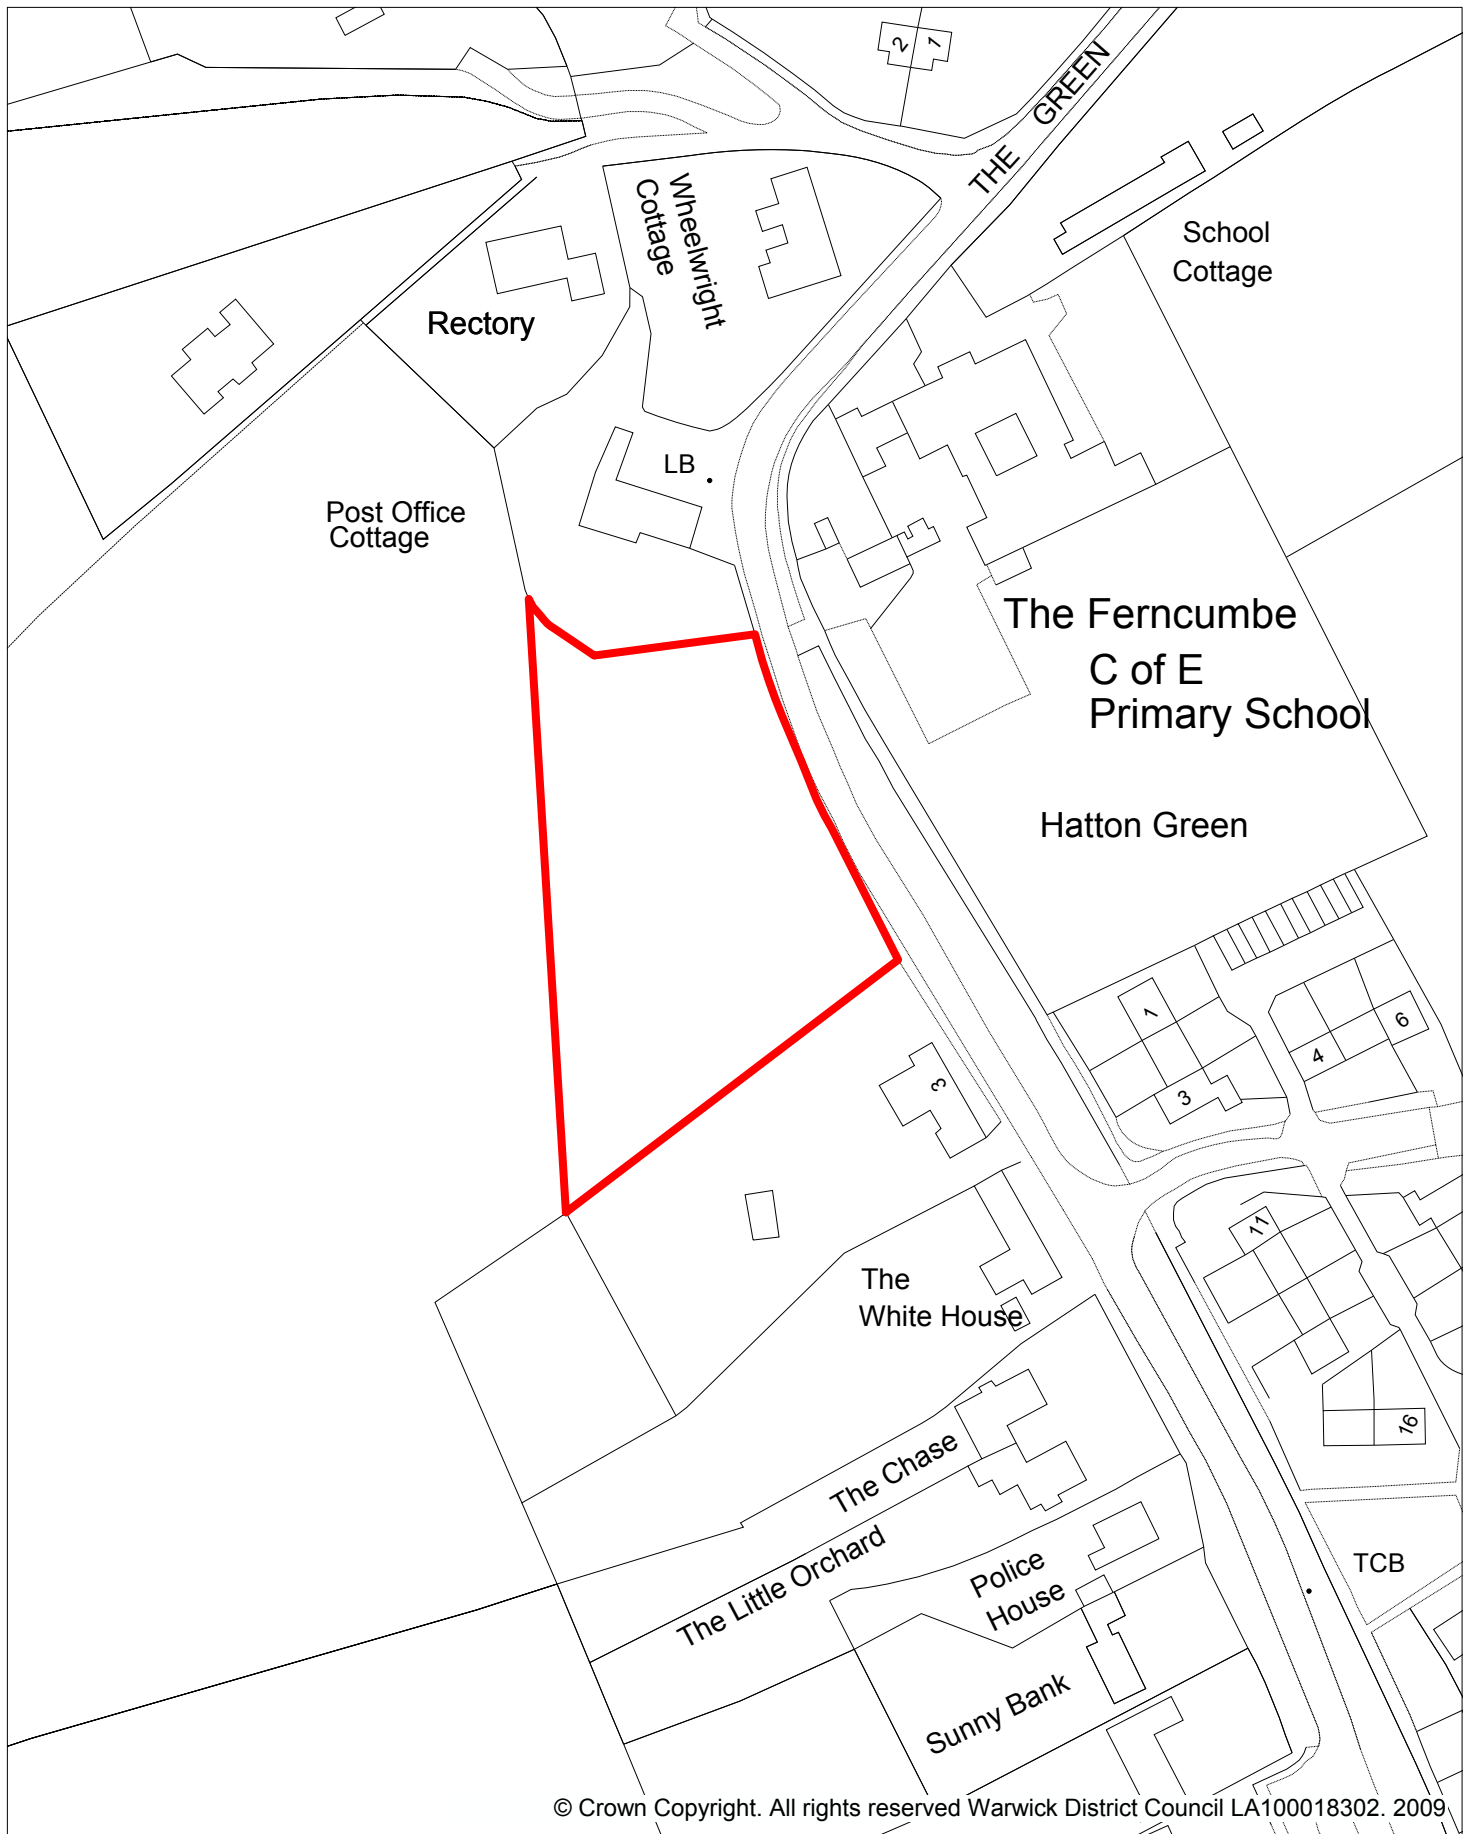 2
1
THE GREEN
School
Cottage
Wheelwright
Cottage
Rectory
LB
Post Office
Cottage
The Ferncumbe
C of E
Primary School
Hatton Green
1
6
4
3
3
11
The
White House
16
The Chase
The Little Orchard
Police
House
TCB
Sunny Bank
© Crown Copyright. All rights reserved Warwick District Council LA100018302. 2009